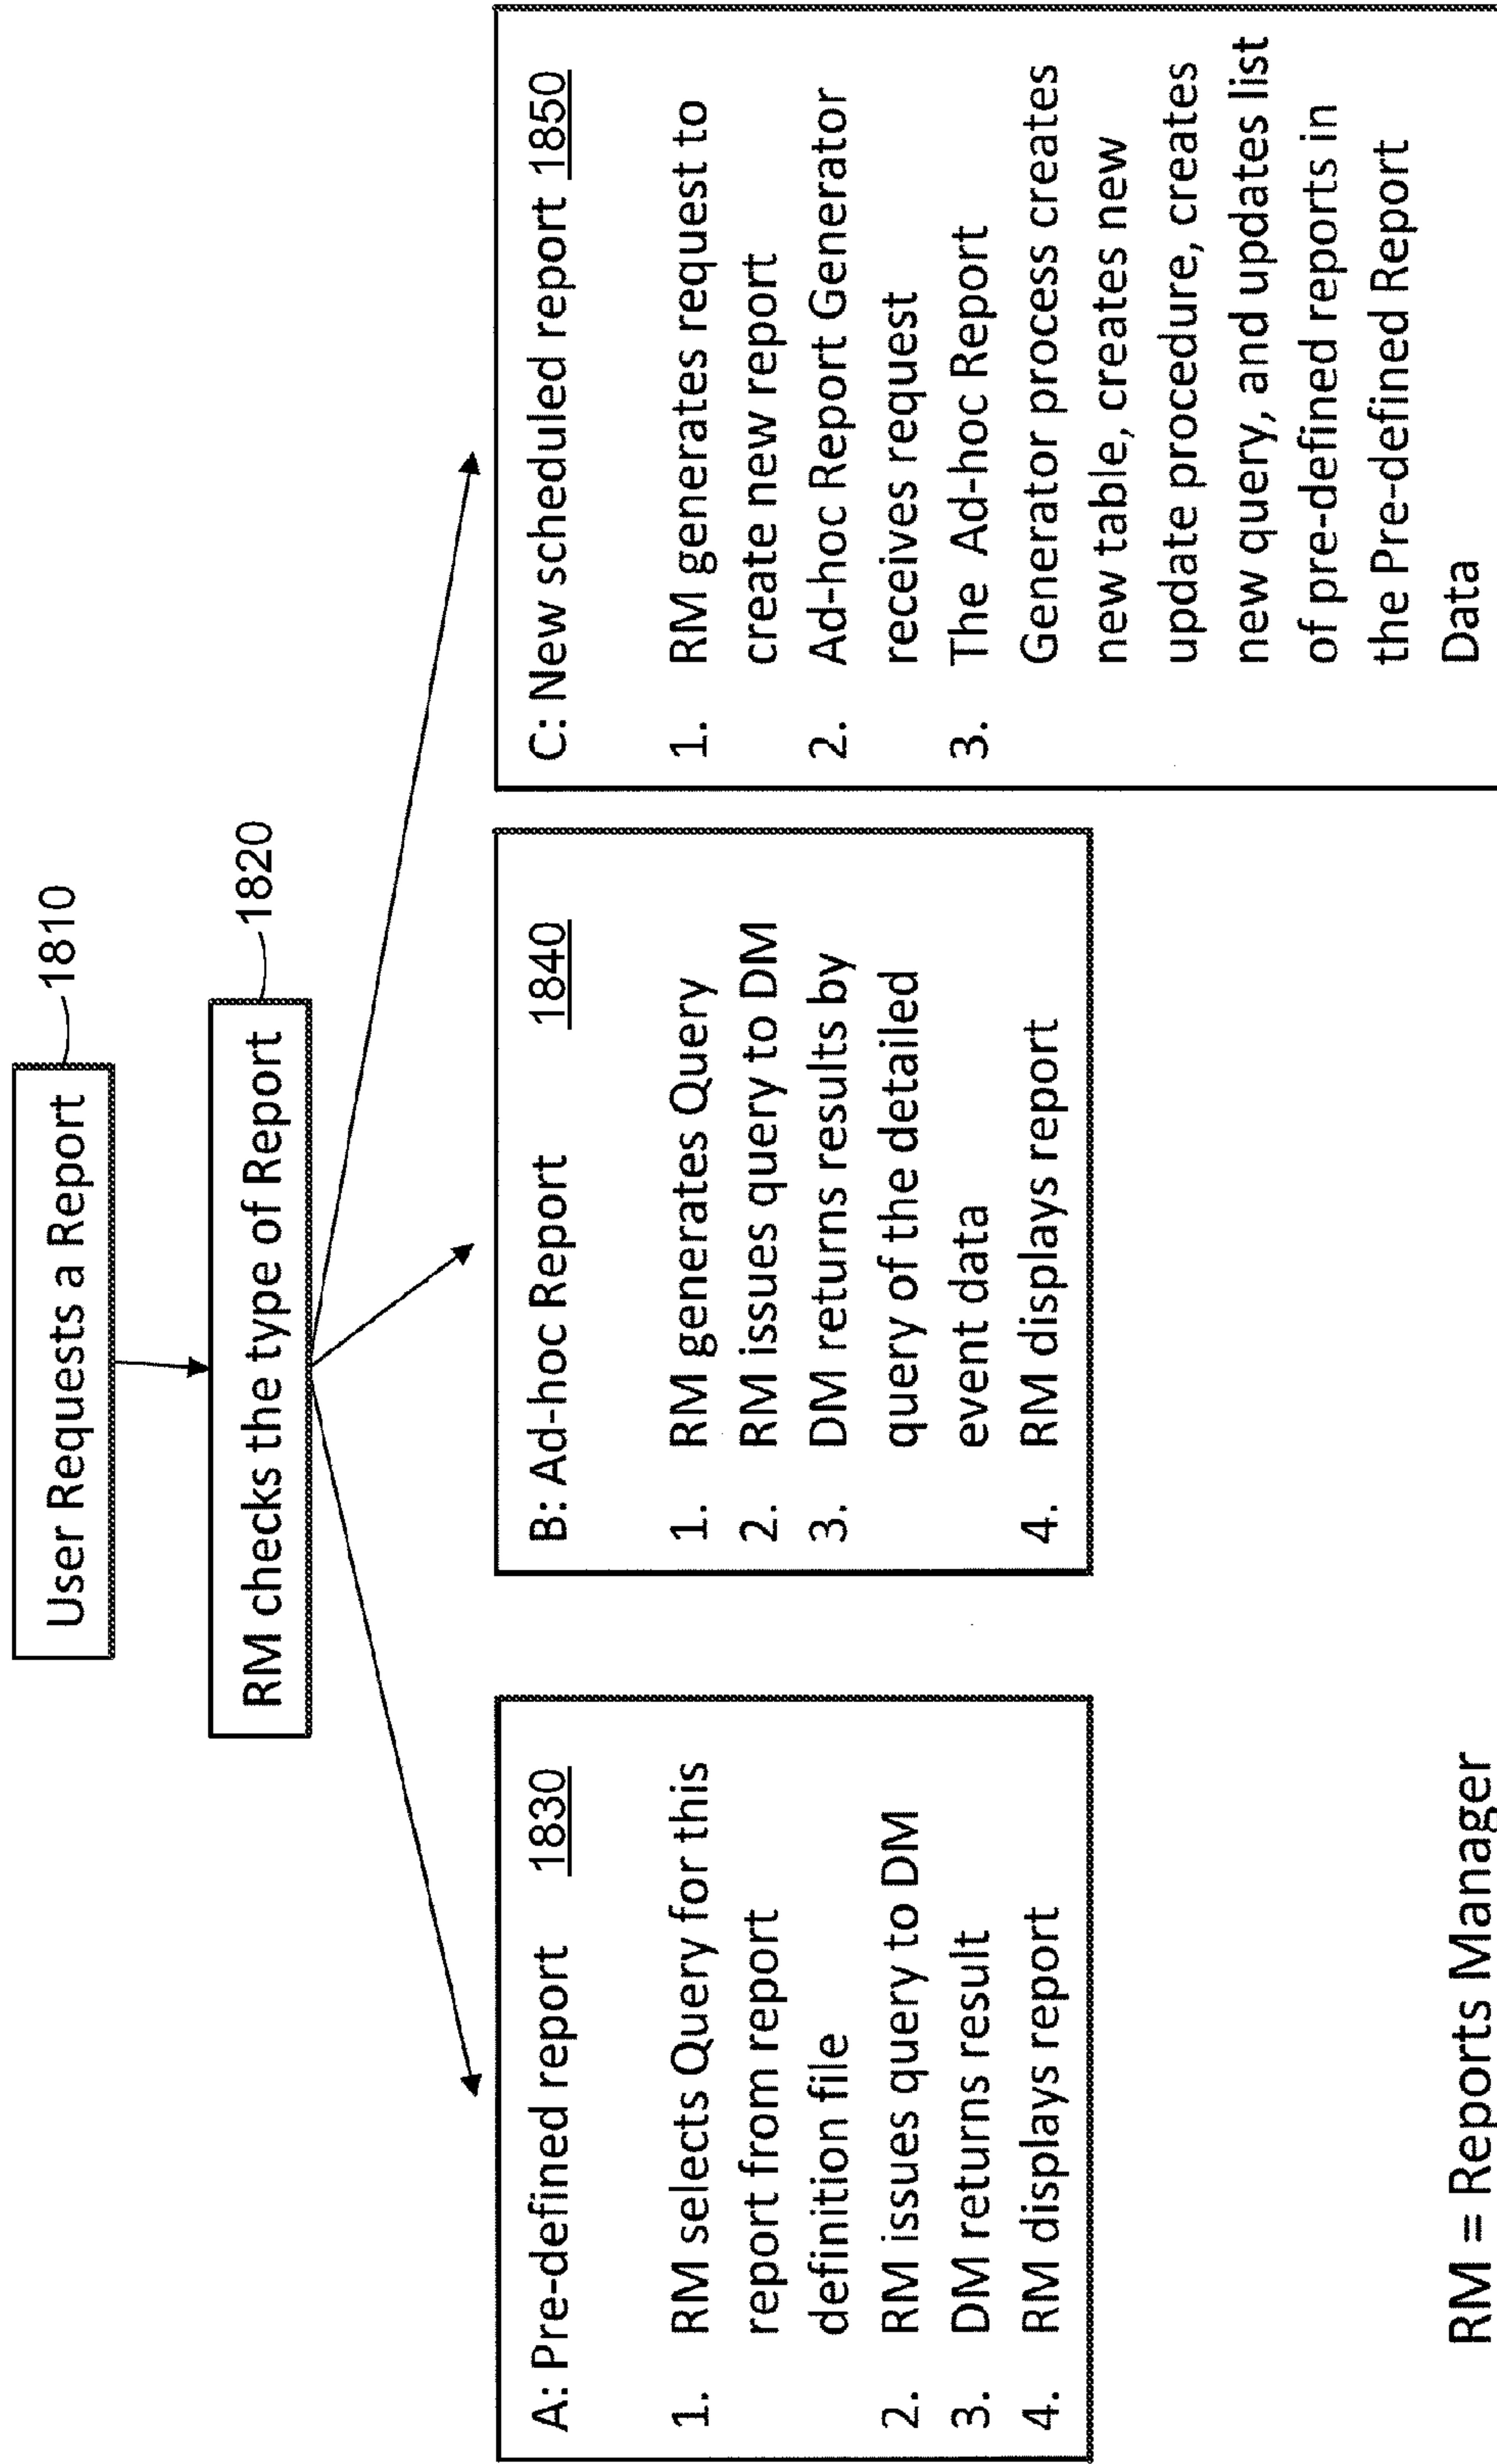 User Requests a Report
1810
RM checks the type of Report
1820
A: Pre-defined report 1830
1. RM selects Query for this
report from report
definition file
2. RM issues query to DM
3. DM returns result
4. RM displays report
B: Ad-hoc Report 1840
1. RM generates Query
2. RM issues query to DM
3. DM returns results by
query of the detailed
event data
4. RM displays report
C: New scheduled report 1850
1. RM generates request to
create new report
2. Ad-hoc Report Generator
receives request
3. The Ad-hoc Report
Generator process creates
new table, creates new
update procedure, creates
new query, and updates list
of pre-defined reports in
the Pre-defined Report
Data
RM = Reports Manager